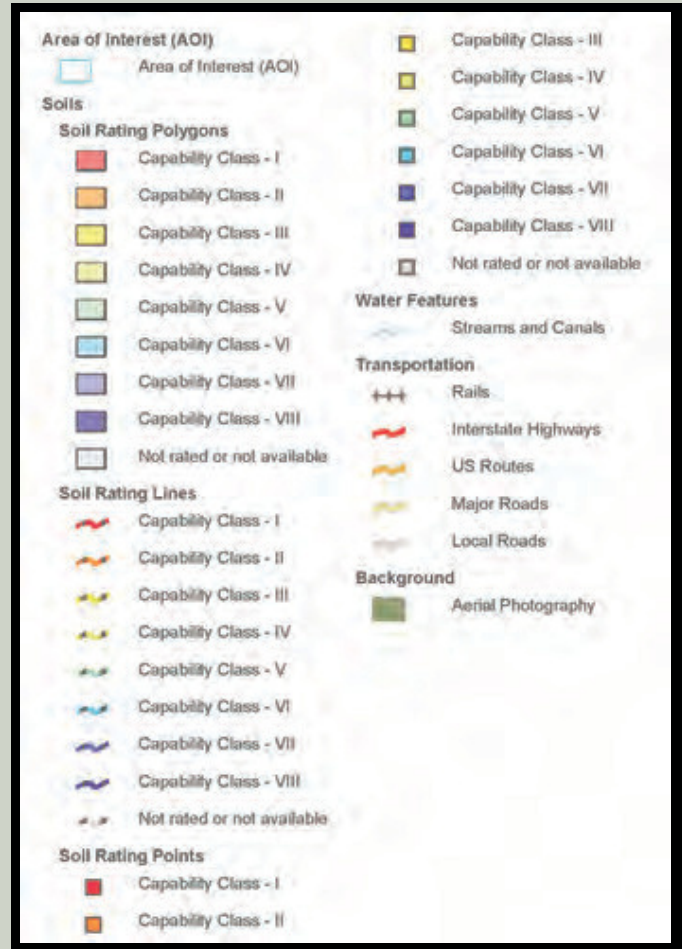 Area of Interest (AOI)
Area of Interest (AOI)
Soils
Soil Rating Polygons
Capability Class - I
Capability Class - II
Capability Class - III
Capability Class - IV
Capability Class - V
Capability Class - VI
Capability Class - VII
Capability Class - VIII
Not rated or not available
Soil Rating Lines
Capability Class - I
Capability Class - II
Capability Class - III
Capability Class - IV
Capability Class - V
Capability Class - VI
Capability Class - VII
Capability Class - VIII
Not rated or not available
Soil Rating Points
Capability Class - I
Capability Class - II
Capability Class - III
Capability Class - IV
Capability Class - V
Capability Class - VI
Capability Class - VII
Capability Class - VIII
Not rated or not available
Water Features
Streams and Canals
Transportation
Rails
Interstate Highways
US Routes
Major Roads
Local Roads
Background
Aerial Photography